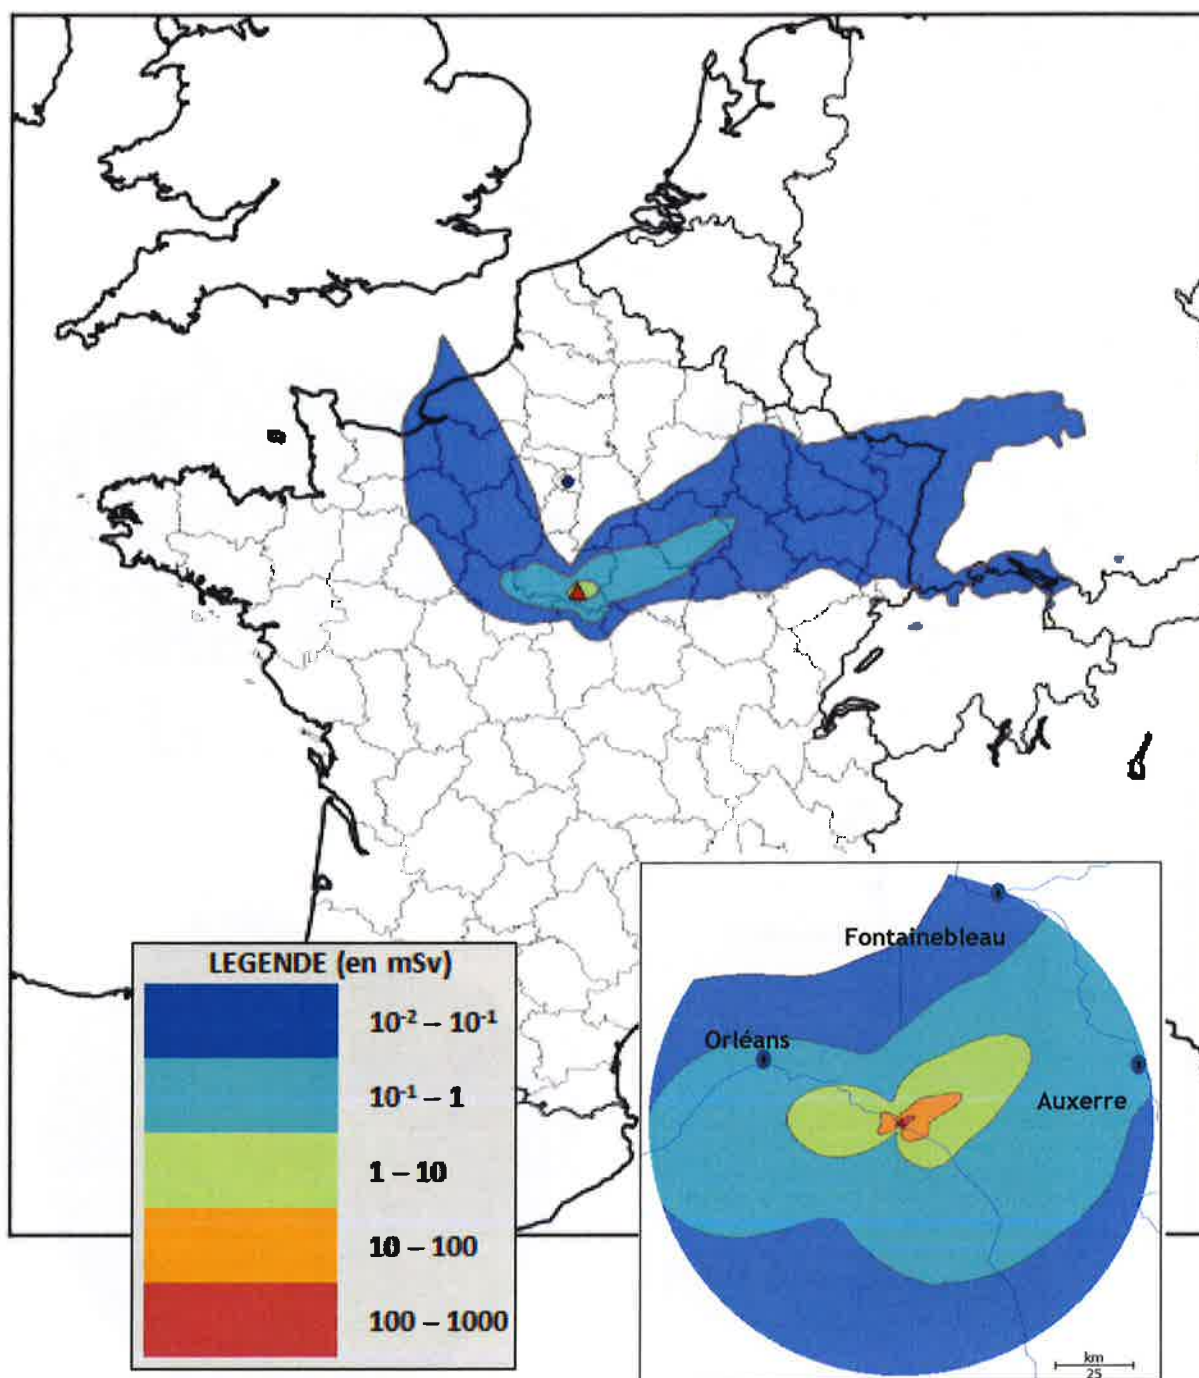 LEGENDE (en mSv)
10⁻² – 10⁻¹
10⁻¹ – 1
1 – 10
10 – 100
100 – 1000
Fontainebleau
Orléans
Auxerre
km
25